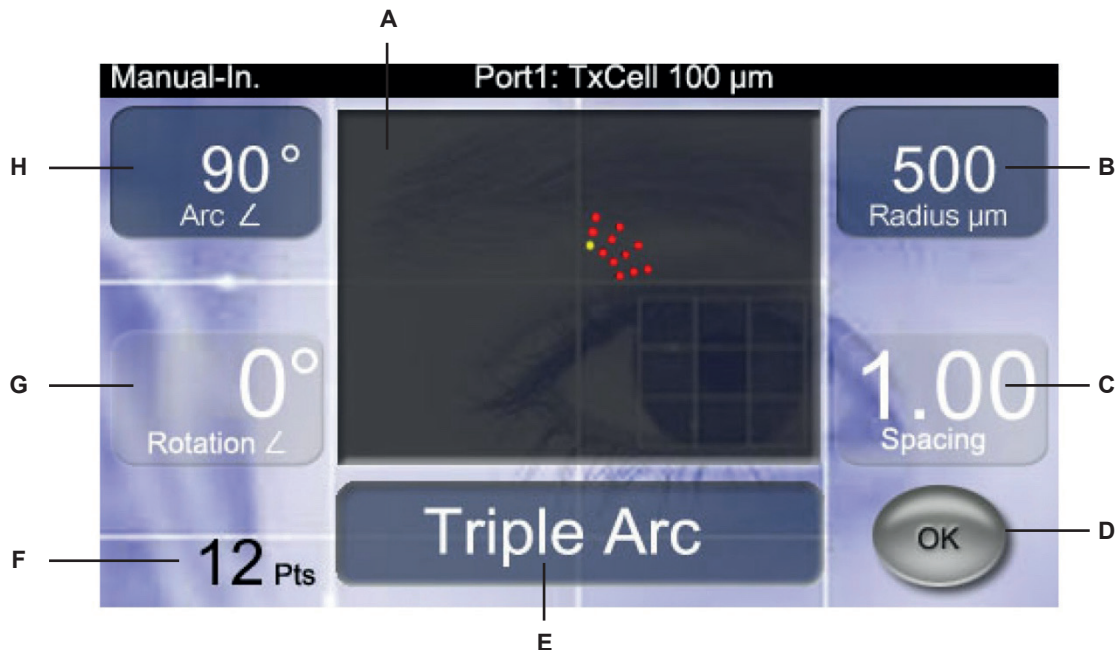 A
Manual-In. Port1: TxCell 100 µm
H
90°
Arc ∠
500
Radius µm
B
G
0°
Rotation ∠
1.00
Spacing
C
F
12 Pts
Triple Arc
OK
D
E